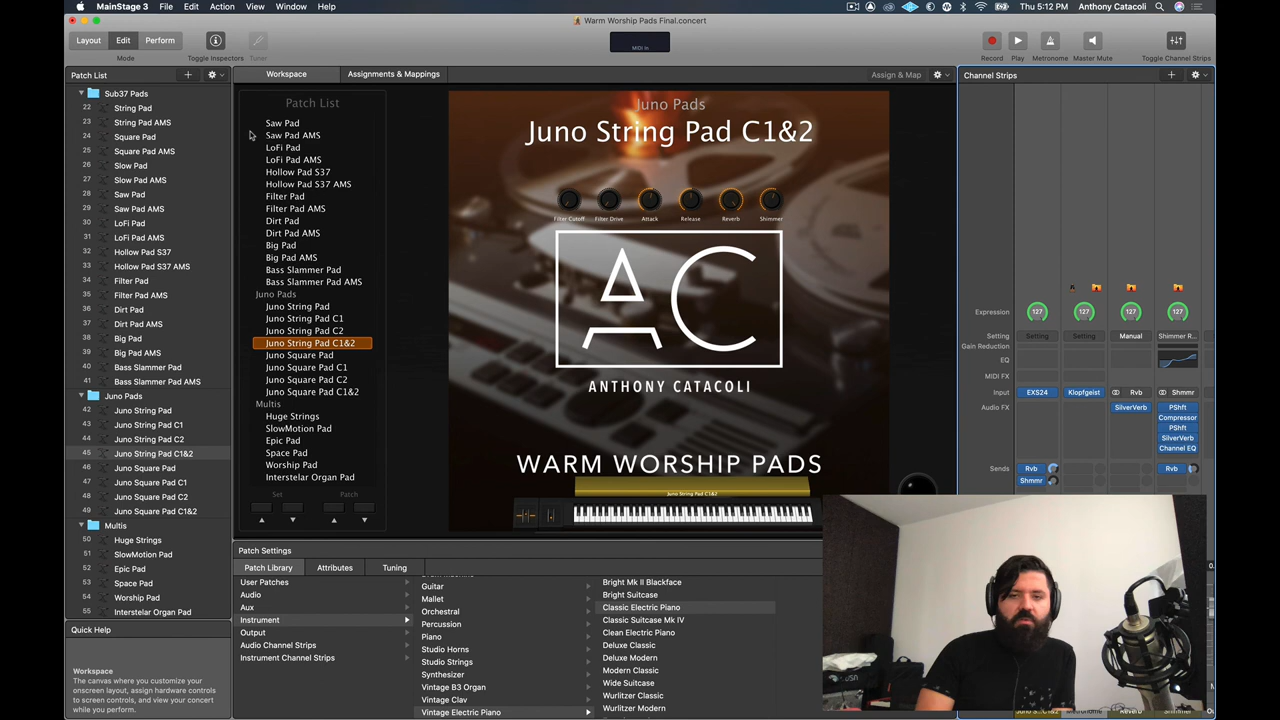 MainStage 3 File Edit Action View Window Help
Thu 5:12 PM Anthony Catacoli
Warm Worship Pads Final.concert
Layout Edit Perform
Mode
Toggle Inspectors
Tuner
MIDI In
Record Play Metronome Master Mute
Toggle Channel Strips
Patch List
Sub37 Pads
22 String Pad
23 String Pad AMS
24 Square Pad
25 Square Pad AMS
26 Slow Pad
27 Slow Pad AMS
28 Saw Pad
29 Saw Pad AMS
30 LoFi Pad
31 LoFi Pad AMS
32 Hollow Pad S37
33 Hollow Pad S37 AMS
34 Filter Pad
35 Filter Pad AMS
36 Dirt Pad
37 Dirt Pad AMS
38 Big Pad
39 Big Pad AMS
40 Bass Slammer Pad
41 Bass Slammer Pad AMS
Juno Pads
42 Juno String Pad
43 Juno String Pad C1
44 Juno String Pad C2
45 Juno String Pad C1&2
46 Juno Square Pad
47 Juno Square Pad C1
48 Juno Square Pad C2
49 Juno Square Pad C1&2
Multis
50 Huge Strings
51 SlowMotion Pad
52 Epic Pad
53 Space Pad
54 Worship Pad
55 Interstelar Organ Pad
Quick Help
Workspace
The canvas where you customize your
onscreen layout, assign hardware controls
to screen controls, and view your concert
while you perform.
Workspace Assignments & Mappings
Assign & Map
Patch List
Saw Pad
Saw Pad AMS
LoFi Pad
LoFi Pad AMS
Hollow Pad S37
Hollow Pad S37 AMS
Filter Pad
Filter Pad AMS
Dirt Pad
Dirt Pad AMS
Big Pad
Big Pad AMS
Bass Slammer Pad
Bass Slammer Pad AMS
Juno Pads
Juno String Pad
Juno String Pad C1
Juno String Pad C2
Juno String Pad C1&2
Juno Square Pad
Juno Square Pad C1
Juno Square Pad C2
Juno Square Pad C1&2
Multis
Huge Strings
SlowMotion Pad
Epic Pad
Space Pad
Worship Pad
Interstelar Organ Pad
Set Patch
Juno Pads
Juno String Pad C1&2
Filter Cutoff Filter Drive Attack Release Reverb Shimmer
AC
ANTHONY CATACOLI
WARM WORSHIP PADS
Juno String Pad C1&2
Patch Settings
Patch Library Attributes Tuning
User Patches
Audio
Aux
Instrument
Output
Audio Channel Strips
Instrument Channel Strips
Guitar
Mallet
Orchestral
Percussion
Piano
Studio Horns
Studio Strings
Synthesizer
Vintage B3 Organ
Vintage Clav
Vintage Electric Piano
Bright Mk II Blackface
Bright Suitcase
Classic Electric Piano
Classic Suitcase Mk IV
Clean Electric Piano
Deluxe Classic
Deluxe Modern
Modern Classic
Wide Suitcase
Wurlitzer Classic
Wurlitzer Modern
Channel Strips
Expression 127 127 127 127
Setting Setting Setting Manual Shimmer R...
Gain Reduction
EQ
MIDI FX
Input EXS24 Klopfgeist Rvb Shmmr
Audio FX SilverVerb PShft
Compressor
PShft
SilverVerb
Channel EQ
Sends Rvb Rvb
Shmmr